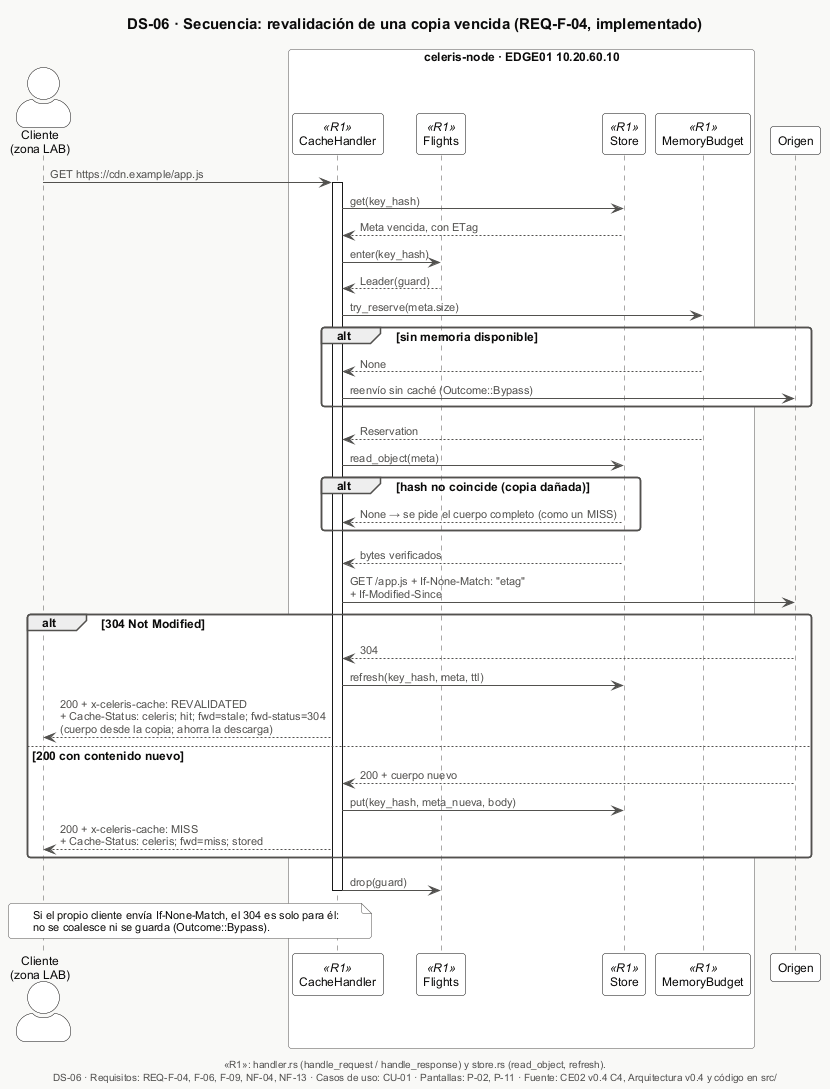 DS-06 · Secuencia: revalidación de una copia vencida (REQ-F-04, implementado)
celeris-node · EDGE01 10.20.60.10
Cliente
(zona LAB)
«R1»
CacheHandler
«R1»
Flights
«R1»
Store
«R1»
MemoryBudget
Origen
GET https://cdn.example/app.js
get(key_hash)
Meta vencida, con ETag
enter(key_hash)
Leader(guard)
try_reserve(meta.size)
alt [sin memoria disponible]
None
reenvío sin caché (Outcome::Bypass)
Reservation
read_object(meta)
alt [hash no coincide (copia dañada)]
None → se pide el cuerpo completo (como un MISS)
bytes verificados
GET /app.js + If-None-Match: "etag"
+ If-Modified-Since
alt [304 Not Modified]
304
refresh(key_hash, meta, ttl)
200 + x-celeris-cache: REVALIDATED
+ Cache-Status: celeris; hit; fwd=stale; fwd-status=304
(cuerpo desde la copia; ahorra la descarga)
[200 con contenido nuevo]
200 + cuerpo nuevo
put(key_hash, meta_nueva, body)
200 + x-celeris-cache: MISS
+ Cache-Status: celeris; fwd=miss; stored
drop(guard)
Si el propio cliente envía If-None-Match, el 304 es solo para él:
no se coalesce ni se guarda (Outcome::Bypass).
Cliente
(zona LAB)
«R1»
CacheHandler
«R1»
Flights
«R1»
Store
«R1»
MemoryBudget
Origen
«R1»: handler.rs (handle_request / handle_response) y store.rs (read_object, refresh).
DS-06 · Requisitos: REQ-F-04, F-06, F-09, NF-04, NF-13 · Casos de uso: CU-01 · Pantallas: P-02, P-11 · Fuente: CE02 v0.4 C4, Arquitectura v0.4 y código en src/